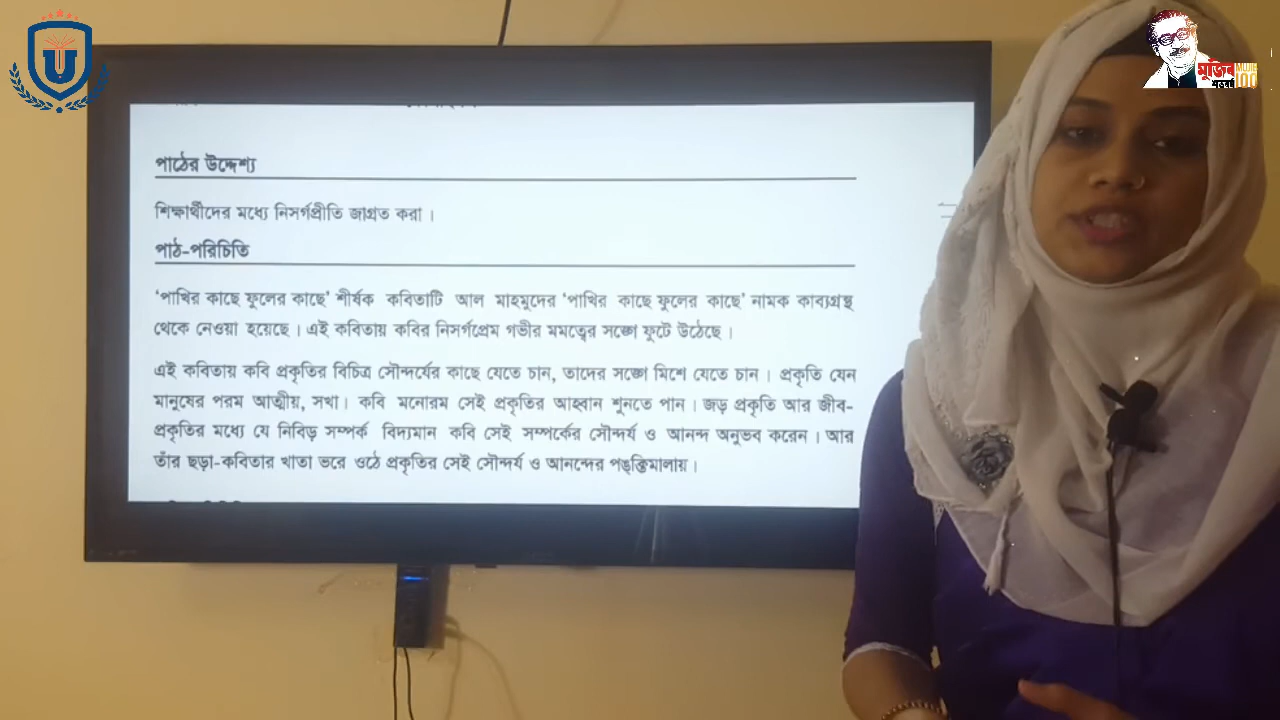 পাঠের উদ্দেশ্য
শিক্ষার্থীদের মধ্যে নিসর্গপ্রীতি জাগ্রত করা।
পাঠ-পরিচিতি
‘পাখির কাছে ফুলের কাছে’ শীর্ষক কবিতাটি আল মাহমুদের ‘পাখির কাছে ফুলের কাছে’ নামক কাব্যগ্রন্থ
থেকে নেওয়া হয়েছে। এই কবিতায় কবির নিসর্গপ্রেম গভীর মমত্বের সঙ্গে ফুটে উঠেছে।
এই কবিতায় কবি প্রকৃতির বিচিত্র সৌন্দর্যের কাছে যেতে চান, তাদের সঙ্গে মিশে যেতে চান। প্রকৃতি যেন
মানুষের পরম আত্মীয়, সখা। কবি মনোরম সেই প্রকৃতির আহ্বান শুনতে পান। জড় প্রকৃতি আর জীব-
প্রকৃতির মধ্যে যে নিবিড় সম্পর্ক বিদ্যমান কবি সেই সম্পর্কের সৌন্দর্য ও আনন্দ অনুভব করেন। আর
তাঁর ছড়া-কবিতার খাতা ভরে ওঠে প্রকৃতির সেই সৌন্দর্য ও আনন্দের পঙ্‌ক্তিমালায়।
U
মুজিব
100